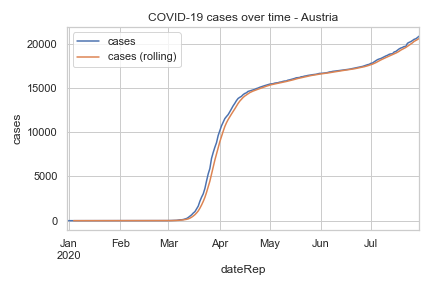 COVID-19 cases over time - Austria
cases
cases (rolling)
cases
20000
15000
10000
5000
0
Jan
2020
Feb
Mar
Apr
May
Jun
Jul
dateRep